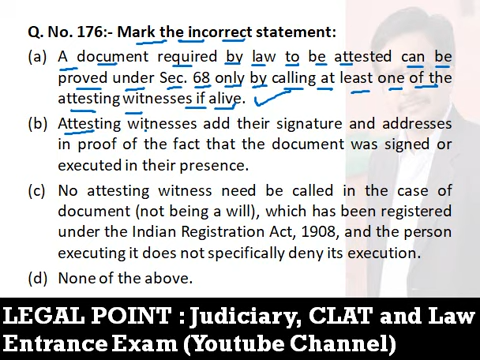 Q. No. 176:- Mark the incorrect statement:
(a) A document required by law to be attested can be
proved under Sec. 68 only by calling at least one of the
attesting witnesses if alive.
(b) Attesting witnesses add their signature and addresses
in proof of the fact that the document was signed or
executed in their presence.
(c) No attesting witness need be called in the case of
document (not being a will), which has been registered
under the Indian Registration Act, 1908, and the person
executing it does not specifically deny its execution.
(d) None of the above.
LEGAL POINT : Judiciary, CLAT and Law
Entrance Exam (Youtube Channel)